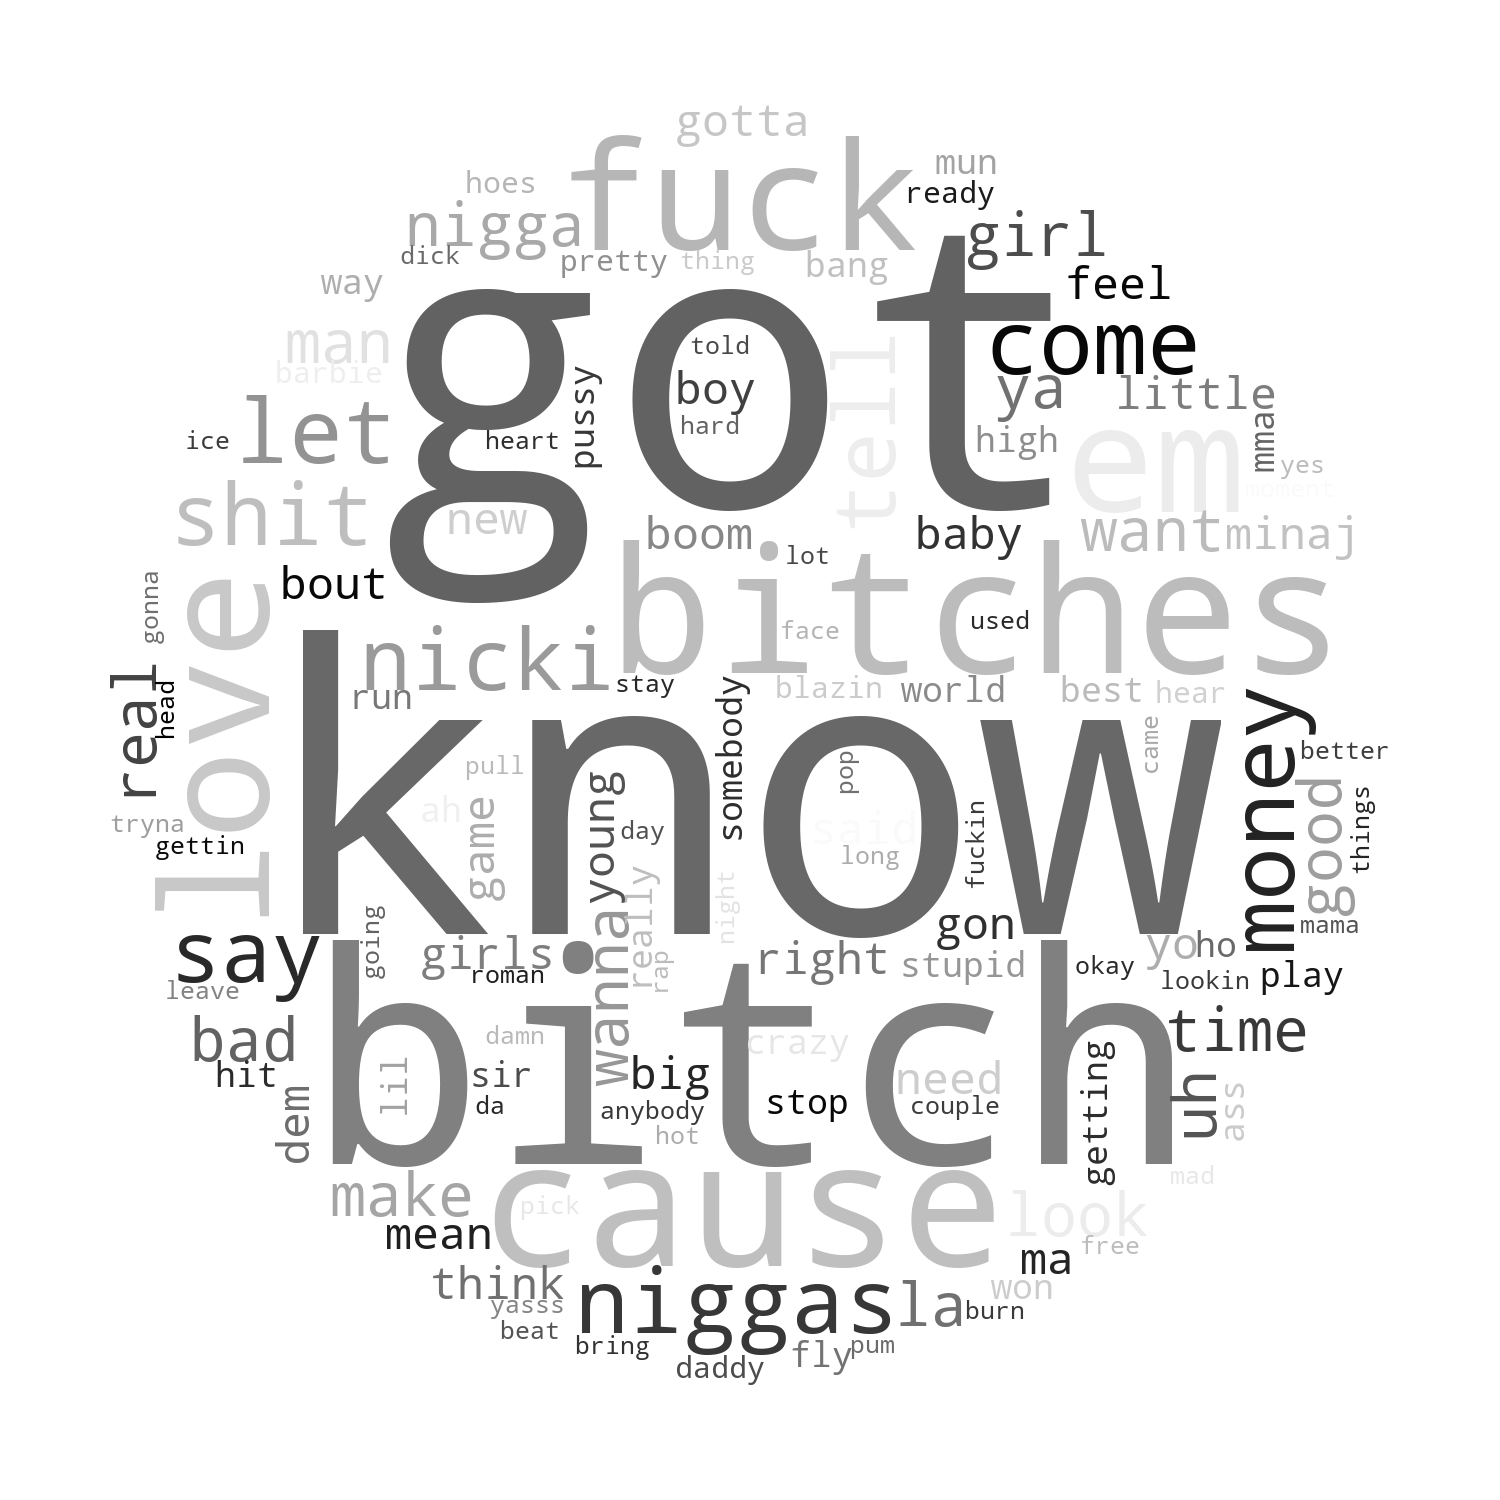 gotta
fuck
mun
hoes
ready
nigga
girl
dick
pretty
thing
bang
way
feel
got
man
told
come
barbie
tell
pussy
boy
ya
little
let
hard
em
ice
heart
high
mma
yes
shit
new
moment
boom
baby
want
minaj
lot
bout
bitches
gonna
love
face
used
nicki
real
head
run
stay
somebody
blazin
world
best
hear
money
know
came
better
pull
pop
young
ah
game
day
said
fuckin
good
things
tryna
gettin
long
night
say
going
girls
wanna
really
gon
mama
roman
rap
right
stupid
okay
yo
ho
lookin
play
leave
bitch
bad
damn
crazy
time
hit
lil
sir
big
need
getting
uh
ass
dem
da
anybody
stop
couple
hot
make
cause
pick
look
mad
mean
ma
free
think
niggas
la
won
yasss
burn
beat
bring
daddy
fly
pum